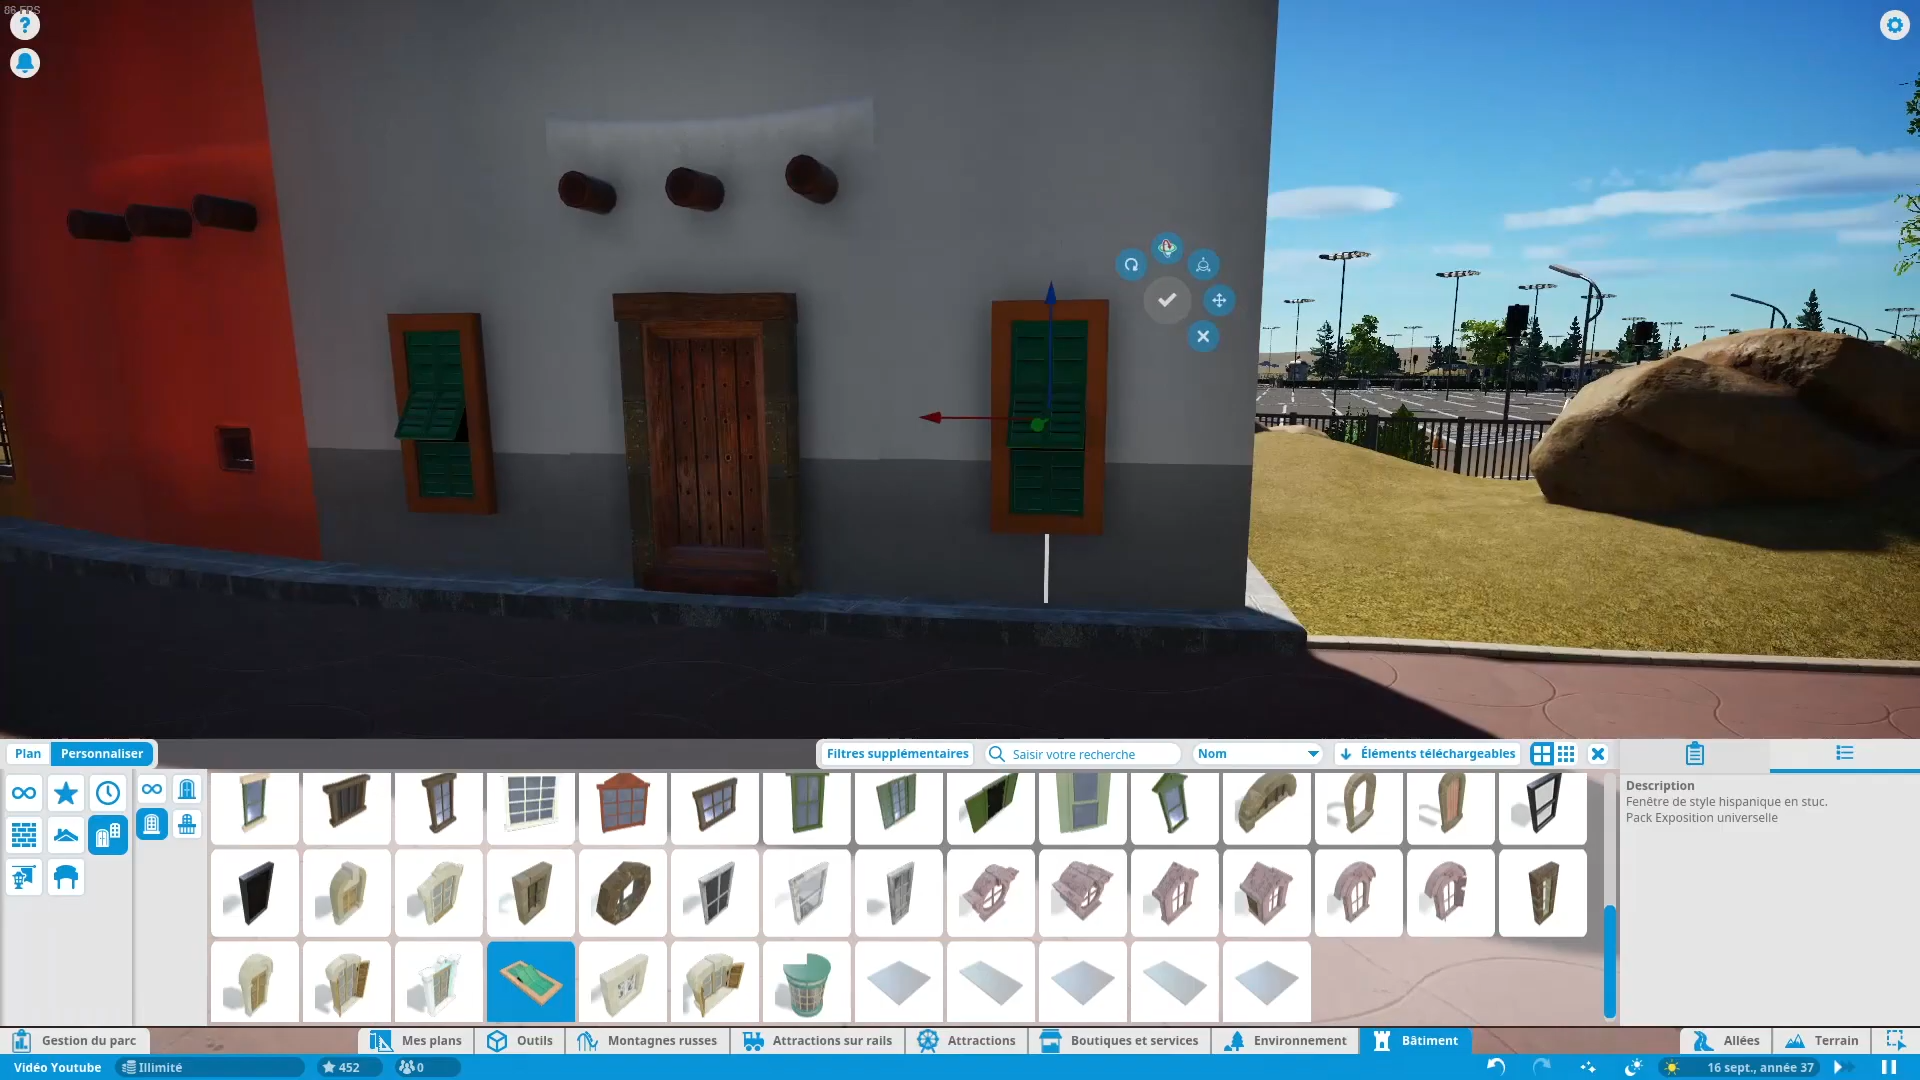 86 FPS
?
Plan
Personnaliser
Filtres supplémentaires
Saisir votre recherche
Nom
Éléments téléchargeables
Description
Fenêtre de style hispanique en stuc.
Pack Exposition universelle
Gestion du parc
Mes plans
Outils
Montagnes russes
Attractions sur rails
Attractions
Boutiques et services
Environnement
Bâtiment
Allées
Terrain
Vidéo Youtube
Illimité
452
0
16 sept., année 37